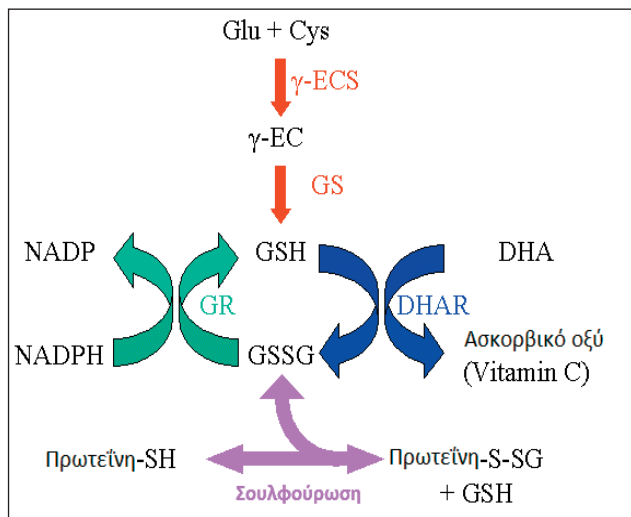 Glu + Cys
γ-ECS
γ-EC
GS
NADP
GSH
DHA
GR
DHAR
NADPH
GSSG
Ασκορβικό οξύ
(Vitamin C)
Πρωτεΐνη-SH
Πρωτεΐνη-S-SG
Σουλφούρωση
+ GSH